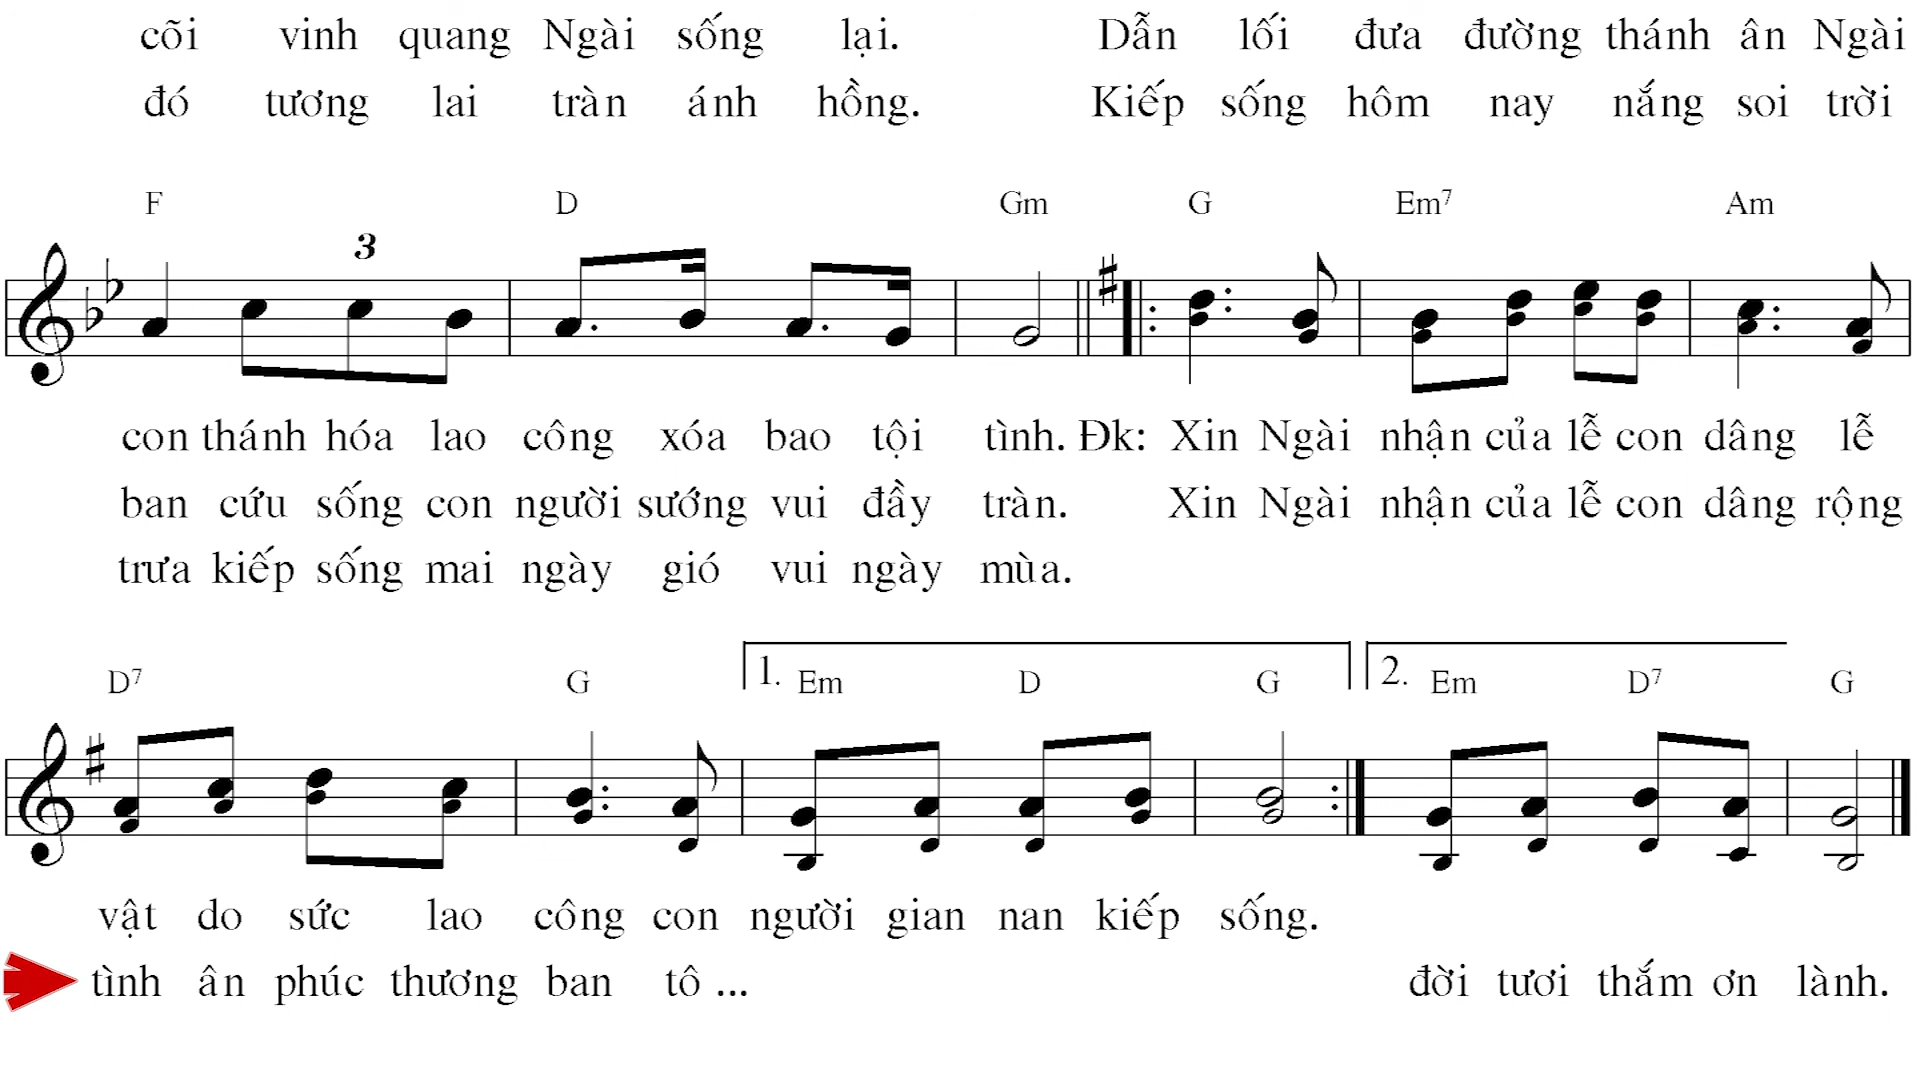 cõi vinh quang Ngài sống lại. Dẫn lối đưa đường thánh ân Ngài
đó tương lai tràn ánh hồng. Kiếp sống hôm nay nắng soi trời
F D Gm G Em7 Am
3
con thánh hóa lao công xóa bao tội tình. Đk: Xin Ngài nhận của lễ con dâng lễ
ban cứu sống con người sướng vui đầy tràn. Xin Ngài nhận của lễ con dâng rộng
trưa kiếp sống mai ngày gió vui ngày mùa.
D7 G 1. Em D G 2. Em D7 G
vật do sức lao công con người gian nan kiếp sống.
tình ân phúc thương ban tô ... đời tươi thắm ơn lành.